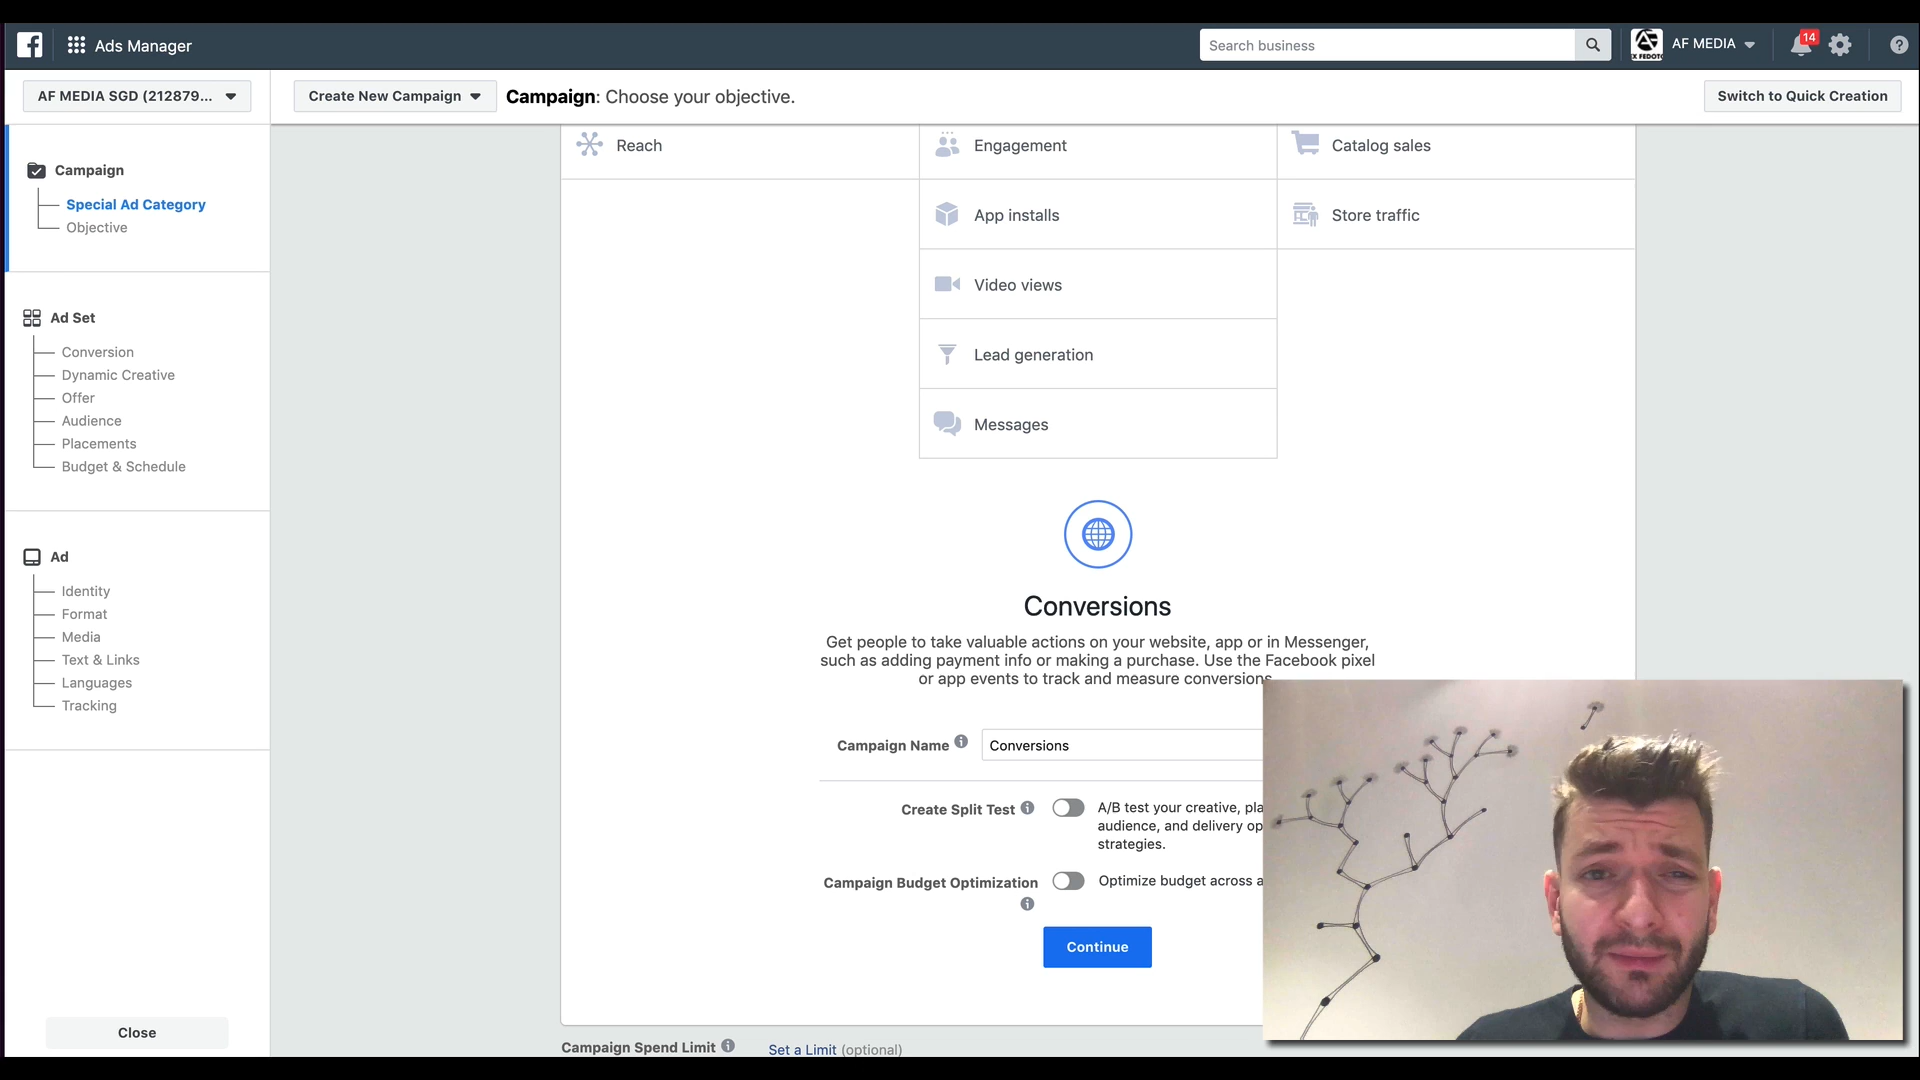 Ads Manager
Search business
AF MEDIA
14
AF MEDIA SGD (212879...
Create New Campaign
Campaign: Choose your objective.
Switch to Quick Creation
Campaign
Special Ad Category
Objective
Ad Set
Conversion
Dynamic Creative
Offer
Audience
Placements
Budget & Schedule
Ad
Identity
Format
Media
Text & Links
Languages
Tracking
Close
Reach
Engagement
Catalog sales
App installs
Store traffic
Video views
Lead generation
Messages
Conversions
Get people to take valuable actions on your website, app or in Messenger,
such as adding payment info or making a purchase. Use the Facebook pixel
or app events to track and measure conversions
Campaign Name
Conversions
Create Split Test
A/B test your creative, pla
audience, and delivery op
strategies.
Campaign Budget Optimization
Optimize budget across a
Continue
Campaign Spend Limit
Set a Limit (optional)